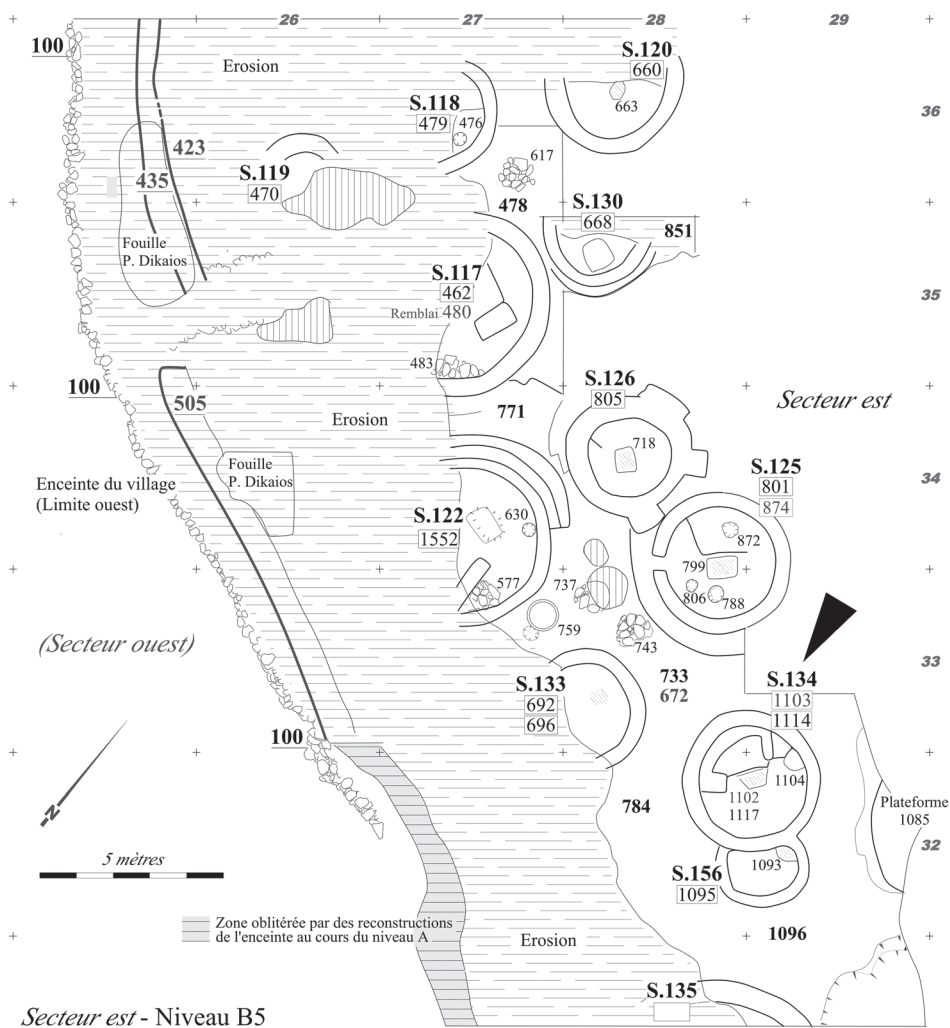 26 27 28 29
100
Erosion
S.120
660
663
36
S.118
479
476
423
435
S.119
470
617
478
S.130
668
851
Fouille
P. Dikaios
S.117
462
Remblai 480
35
483
100
S.126
805
505
771
Erosion
Secteur est
718
Enceinte du village
(Limite ouest)
Fouille
P. Dikaios
S.125
801
874
34
S.122
1552
630
872
799
577
737
806
788
759
743
(Secteur ouest)
33
733
672
S.134
1103
1114
S.133
692
696
100
1104
1102
1117
784
Plateforme
1085
N
32
5 mètres
1093
S.156
1095
Zone oblitérée par des reconstructions
de l'enceinte au cours du niveau A
Erosion
1096
S.135
Secteur est - Niveau B5